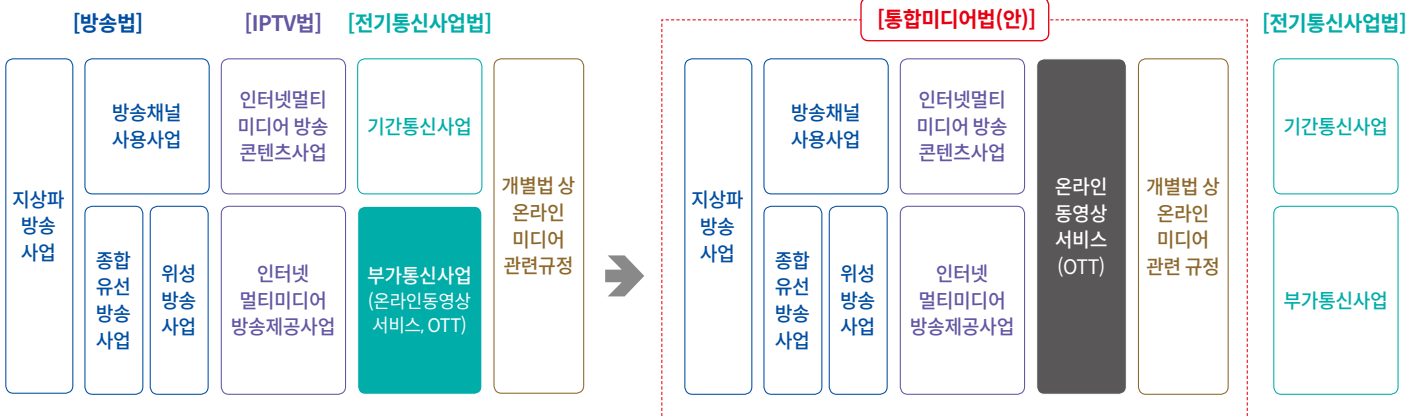 [방송법]
[IPTV법]
[전기통신사업법]
지상파
방송
사업
방송채널
사용사업
종합
유선
방송
사업
위성
방송
사업
인터넷멀티
미디어 방송
콘텐츠사업
인터넷
멀티미디어
방송제공사업
기간통신사업
부가통신사업
(온라인동영상
서비스, OTT)
개별법 상
온라인
미디어
관련규정
[통합미디어법(안)]
[전기통신사업법]
지상파
방송
사업
방송채널
사용사업
종합
유선
방송
사업
위성
방송
사업
인터넷멀티
미디어 방송
콘텐츠사업
인터넷
멀티미디어
방송제공사업
온라인
동영상
서비스
(OTT)
개별법 상
온라인
미디어
관련 규정
기간통신사업
부가통신사업